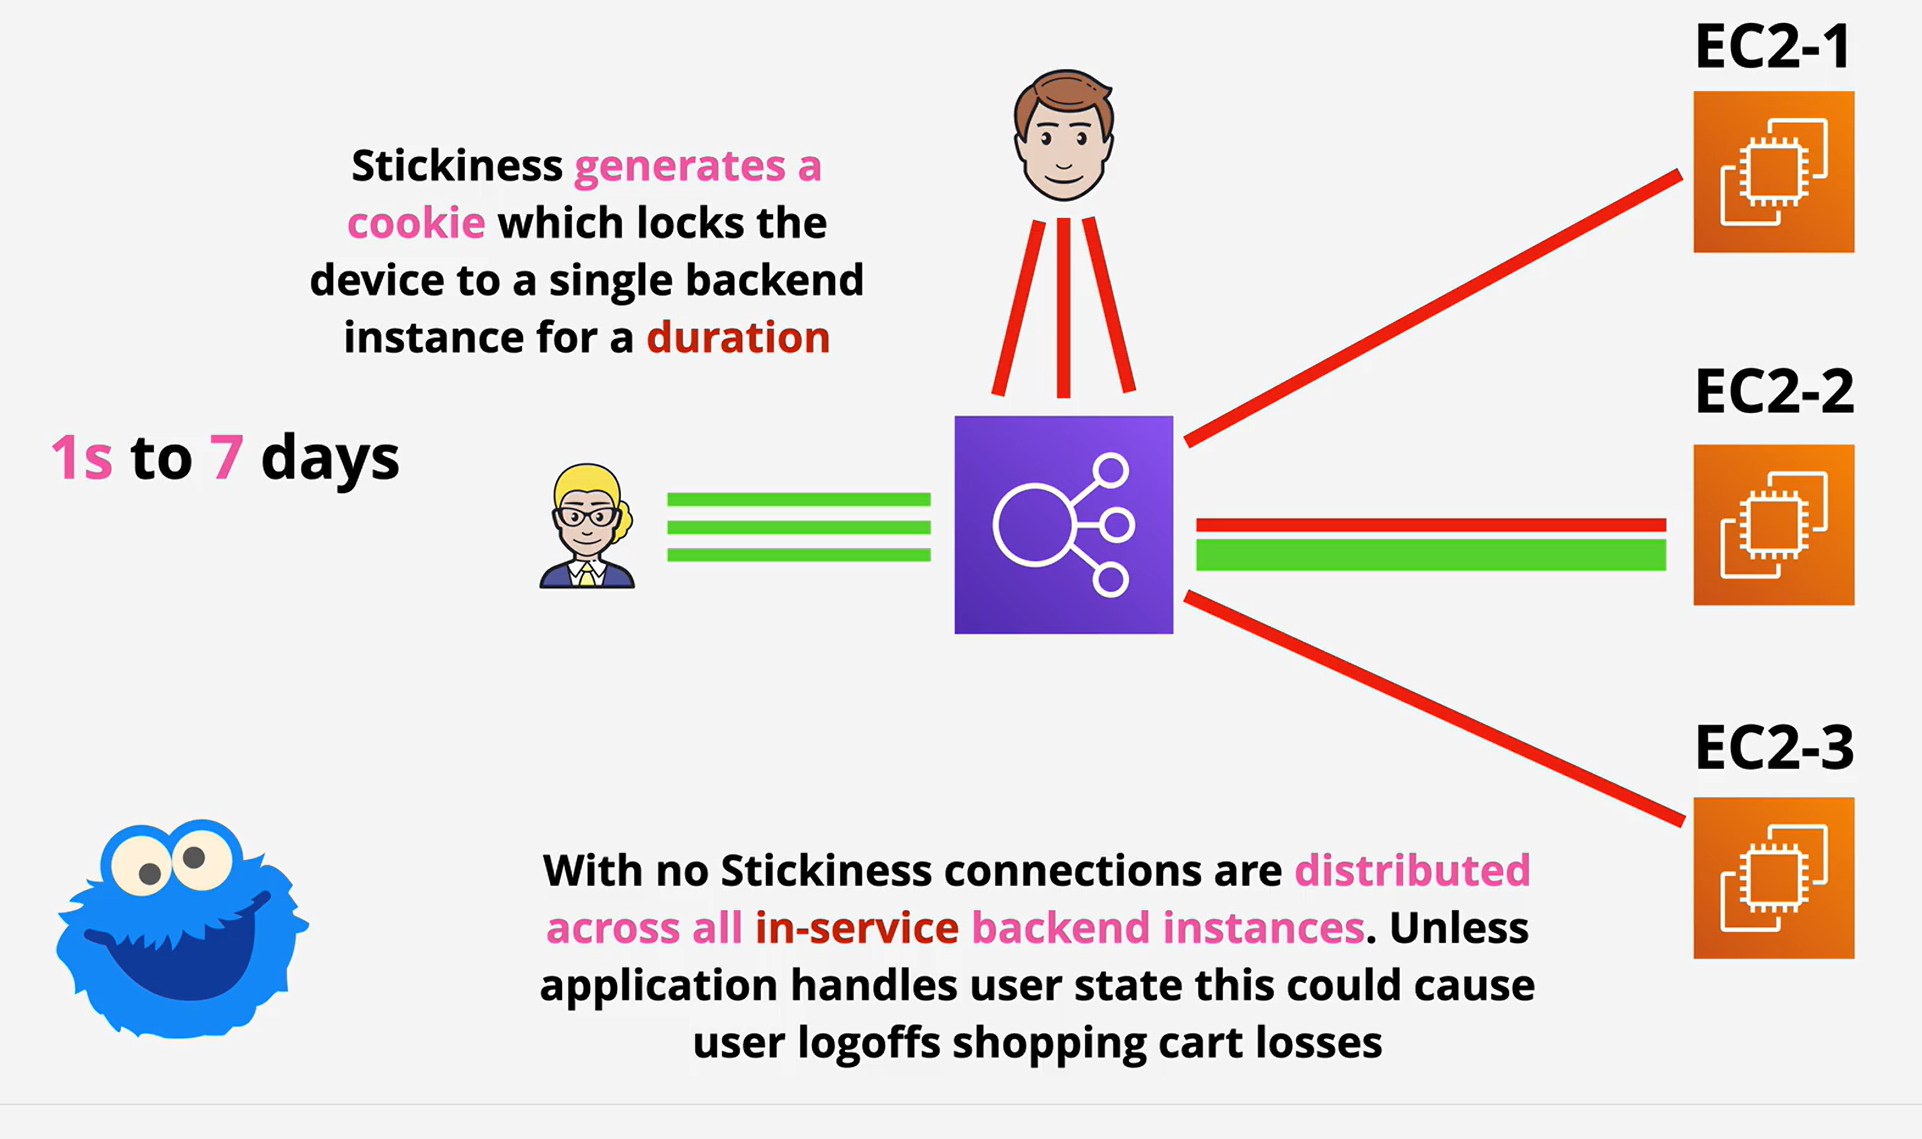 EC2-1
Stickiness generates a
cookie which locks the
device to a single backend
instance for a duration
EC2-2
1s to 7 days
EC2-3
With no Stickiness connections are distributed
across all in-service backend instances. Unless
application handles user state this could cause
user logoffs shopping cart losses